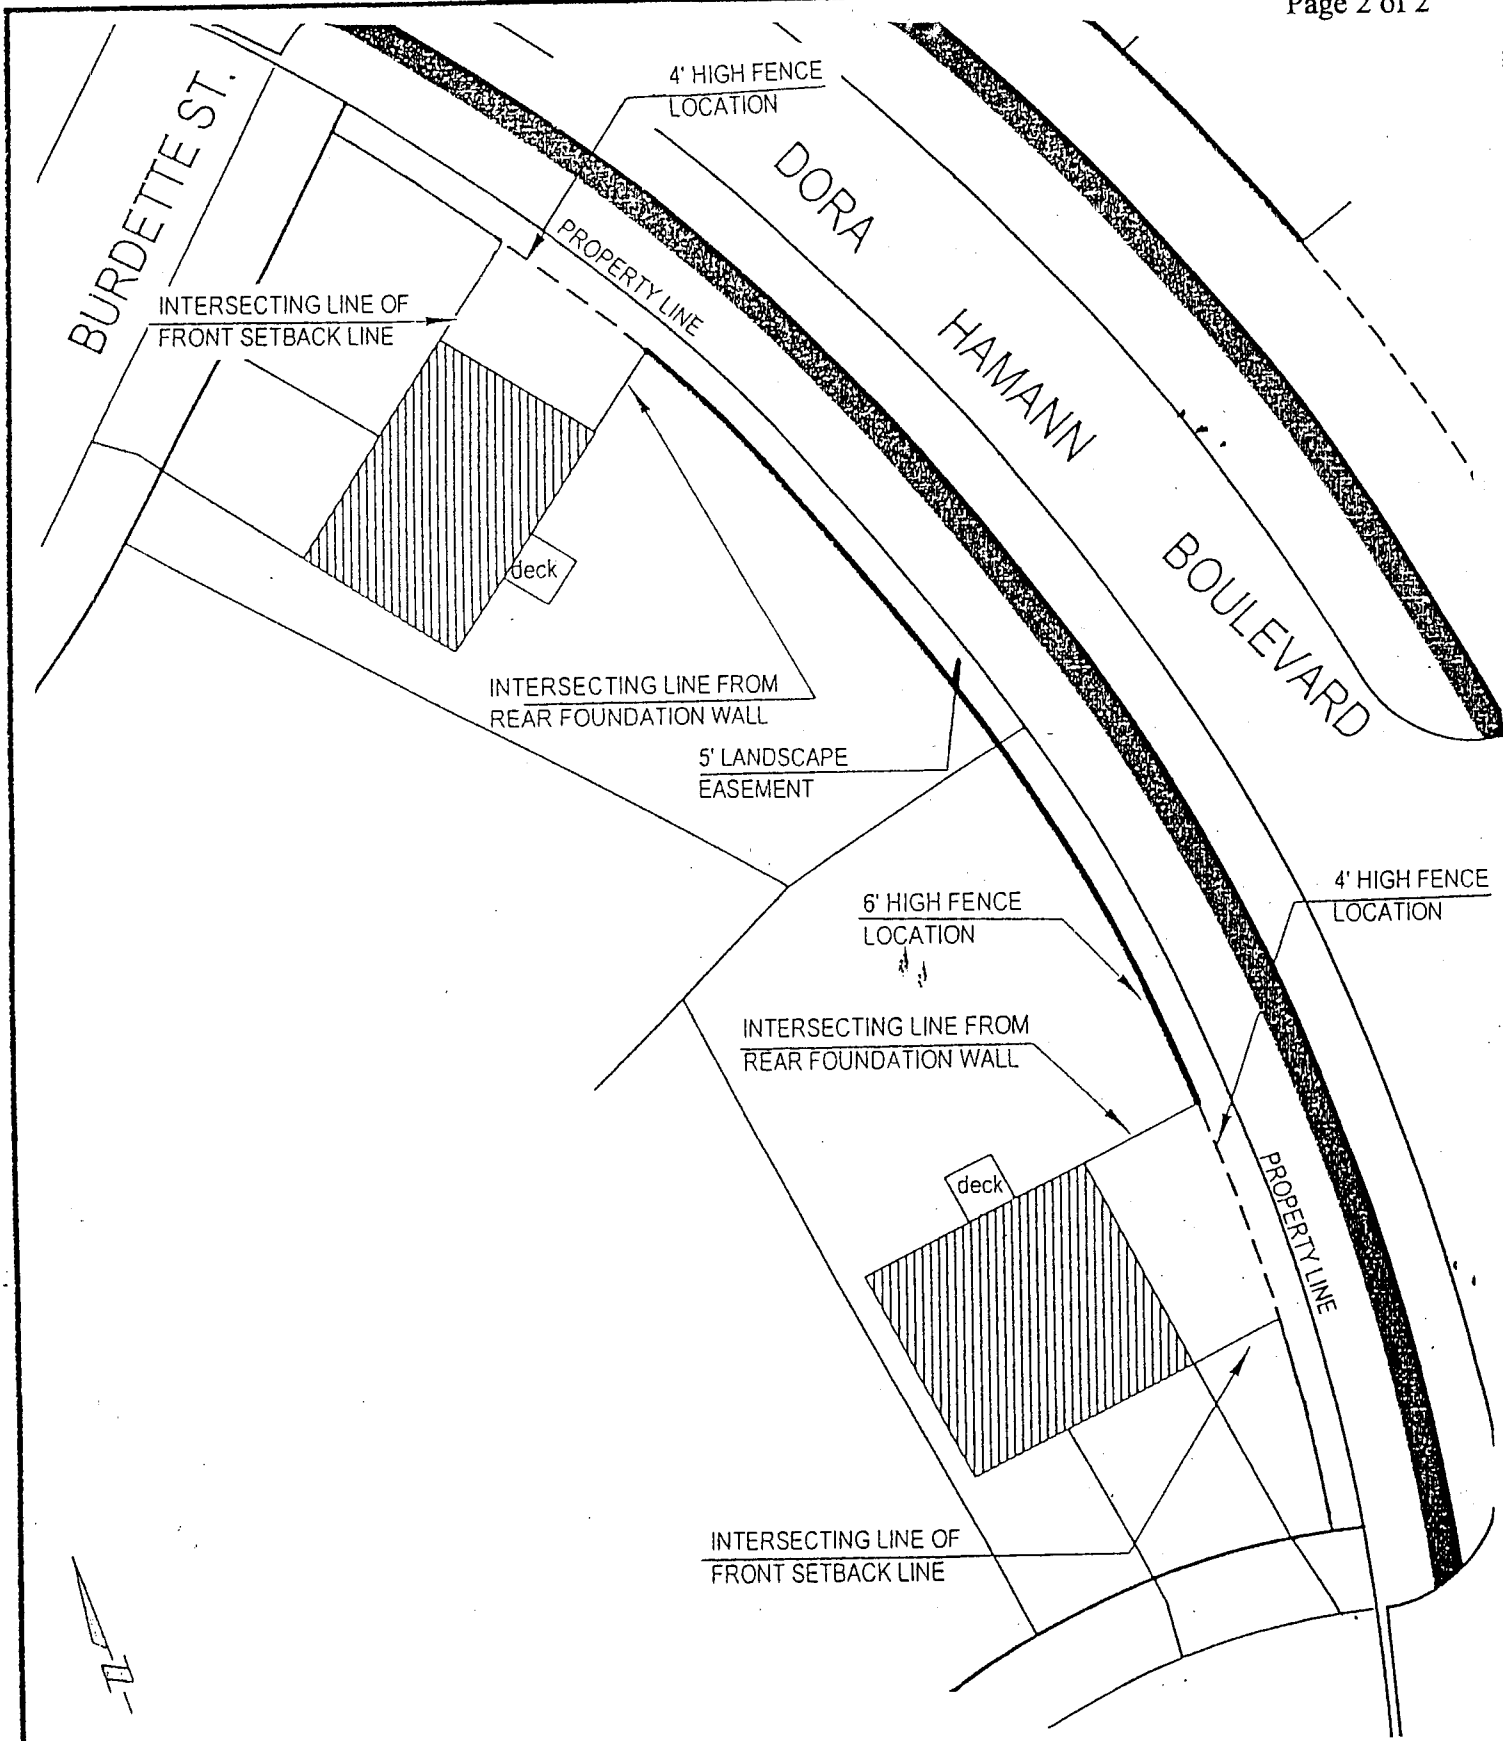 Page 2 of 2
4' HIGH FENCE
LOCATION
BURDETTE ST.
DORA
HAMANN
BOULEVARD
PROPERTY LINE
INTERSECTING LINE OF
FRONT SETBACK LINE
deck
INTERSECTING LINE FROM
REAR FOUNDATION WALL
5' LANDSCAPE
EASEMENT
6' HIGH FENCE
LOCATION
4' HIGH FENCE
LOCATION
INTERSECTING LINE FROM
REAR FOUNDATION WALL
deck
PROPERTY LINE
INTERSECTING LINE OF
FRONT SETBACK LINE
N